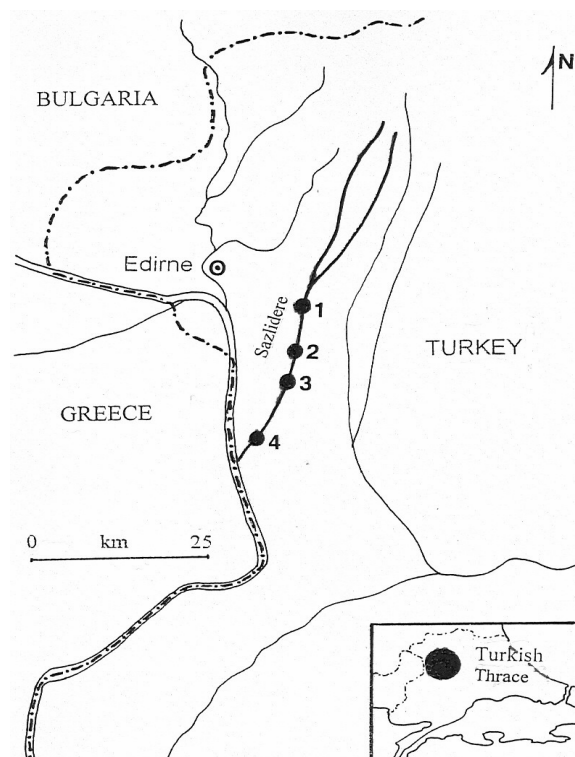 N
BULGARIA
Edirne
Sazlidere
1
2
TURKEY
3
GREECE
4
0 km 25
Turkish
Thrace